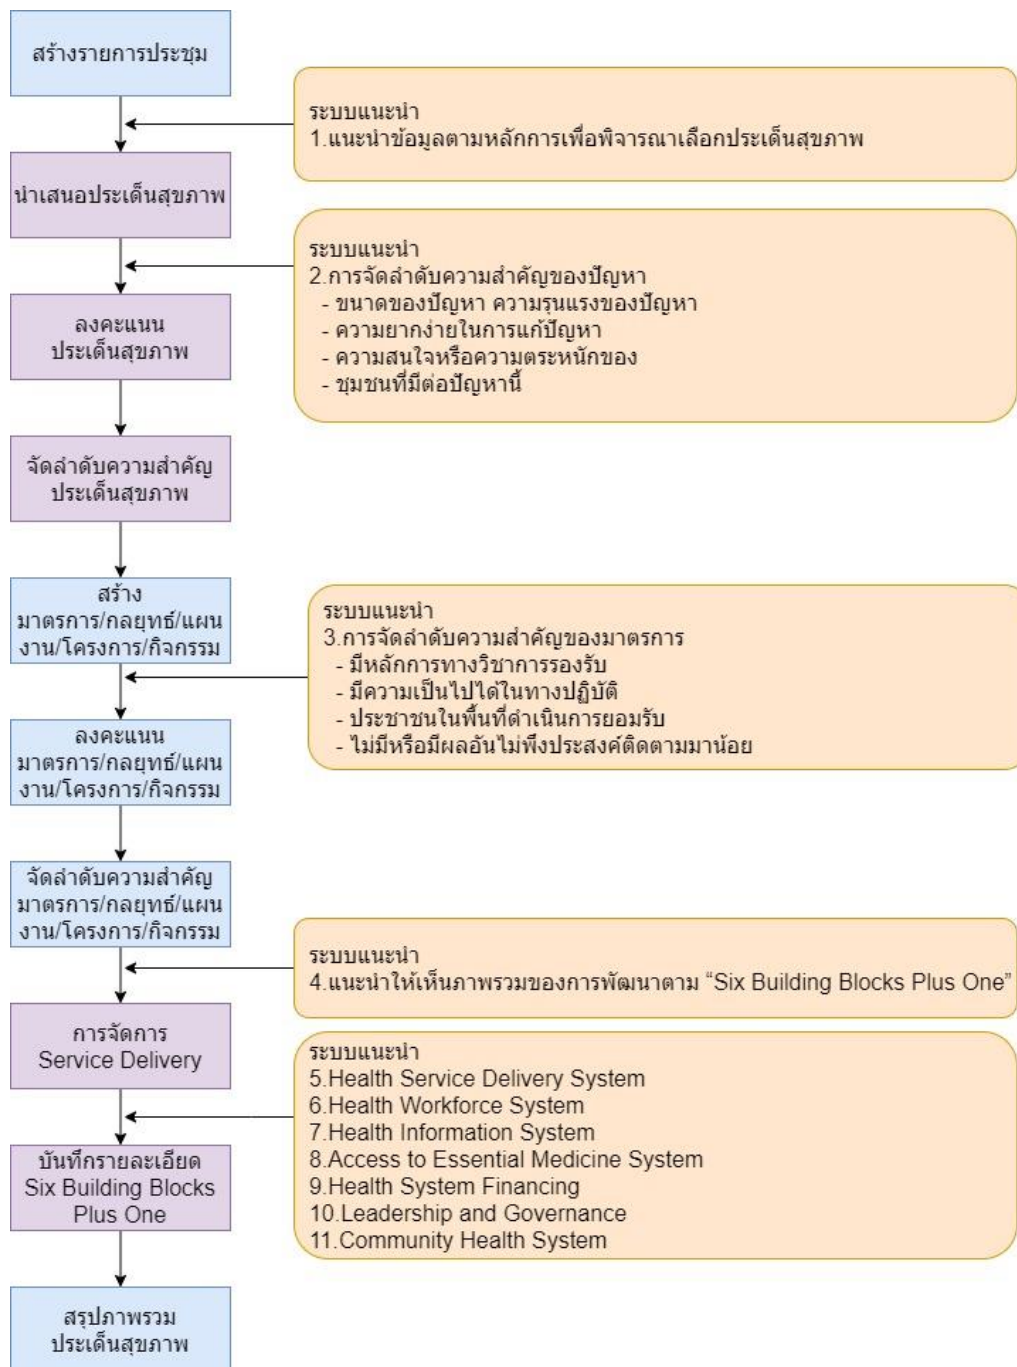 สร้างรายการประชุม
ระบบแนะนำ
1.แนะนำข้อมูลตามหลักการเพื่อพิจารณาเลือกประเด็นสุขภาพ
นำเสนอประเด็นสุขภาพ
ระบบแนะนำ
2.การจัดลำดับความสำคัญของปัญหา
- ขนาดของปัญหา ความรุนแรงของปัญหา
- ความยากง่ายในการแก้ปัญหา
- ความสนใจหรือความตระหนักของ
- ชุมชนที่มีต่อปัญหานี้
ลงคะแนน
ประเด็นสุขภาพ
จัดลำดับความสำคัญ
ประเด็นสุขภาพ
สร้าง
มาตรการ/กลยุทธ์/แผน
งาน/โครงการ/กิจกรรม
ระบบแนะนำ
3.การจัดลำดับความสำคัญของมาตรการ
- มีหลักการทางวิชาการรองรับ
- มีความเป็นไปได้ในทางปฏิบัติ
- ประชาชนในพื้นที่ดำเนินการยอมรับ
- ไม่มีหรือมีผลอันไม่พึงประสงค์ติดตามมาน้อย
ลงคะแนน
มาตรการ/กลยุทธ์/แผน
งาน/โครงการ/กิจกรรม
จัดลำดับความสำคัญ
มาตรการ/กลยุทธ์/แผน
งาน/โครงการ/กิจกรรม
ระบบแนะนำ
4.แนะนำให้เห็นภาพรวมของการพัฒนาตาม “Six Building Blocks Plus One”
การจัดการ
Service Delivery
ระบบแนะนำ
5.Health Service Delivery System
6.Health Workforce System
7.Health Information System
8.Access to Essential Medicine System
9.Health System Financing
10.Leadership and Governance
11.Community Health System
บันทึกรายละเอียด
Six Building Blocks
Plus One
สรุปภาพรวม
ประเด็นสุขภาพ